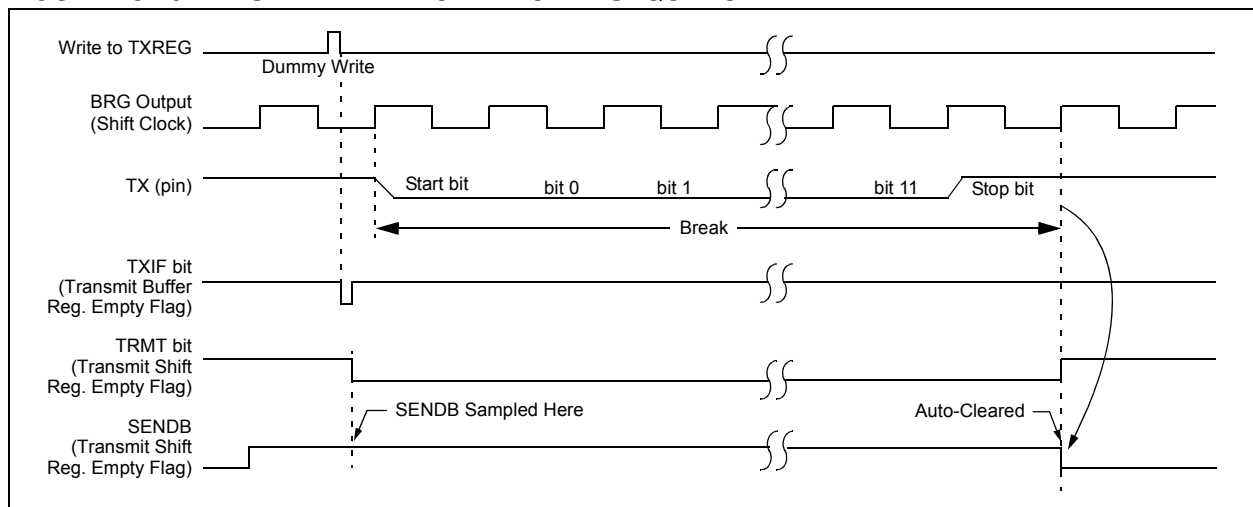 Write to TXREG
Dummy Write
BRG Output
(Shift Clock)
TX (pin)
Start bit
bit 0
bit 1
bit 11
Stop bit
Break
TXIF bit
(Transmit Buffer
Reg. Empty Flag)
TRMT bit
(Transmit Shift
Reg. Empty Flag)
SENDB Sampled Here
Auto-Cleared
SENDB
(Transmit Shift
Reg. Empty Flag)